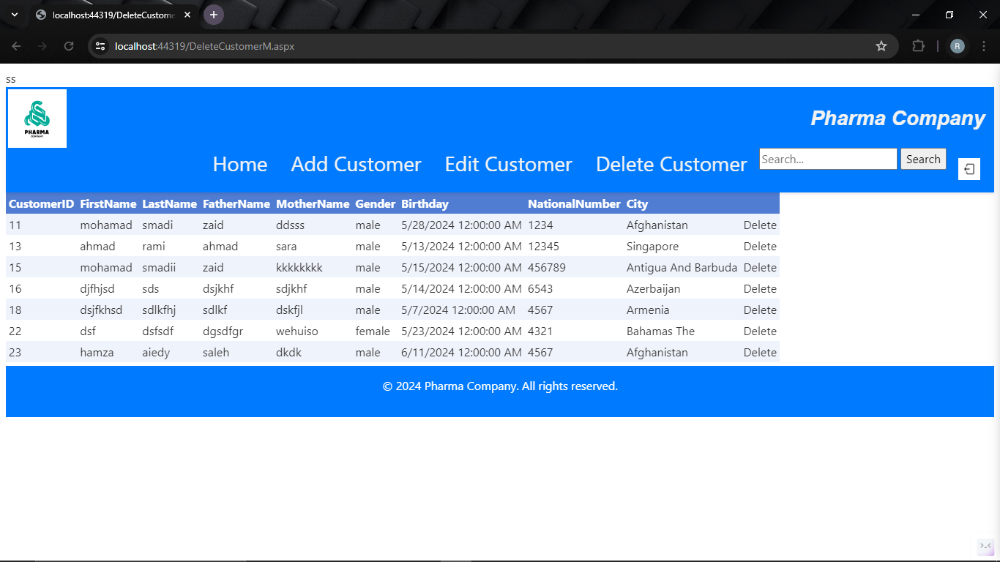 localhost:44319/DeleteCustome
localhost:44319/DeleteCustomerM.aspx
R
ss
PHARMA
COMPANY
Pharma Company
Home Add Customer Edit Customer Delete Customer Search... Search
CustomerID FirstName LastName FatherName MotherName Gender Birthday NationalNumber City
11 mohamad smadi zaid ddsss male 5/28/2024 12:00:00 AM 1234 Afghanistan Delete
13 ahmad rami ahmad sara male 5/13/2024 12:00:00 AM 12345 Singapore Delete
15 mohamad smadii zaid kkkkkkkk male 5/15/2024 12:00:00 AM 456789 Antigua And Barbuda Delete
16 djfhjsd sds dsjkhf sdjkhf male 5/14/2024 12:00:00 AM 6543 Azerbaijan Delete
18 dsjfkhsd sdlkfhj sdlkf dskfjl male 5/7/2024 12:00:00 AM 4567 Armenia Delete
22 dsf dsfsdf dgsdfgr wehuiso female 5/23/2024 12:00:00 AM 4321 Bahamas The Delete
23 hamza aiedy saleh dkdk male 6/11/2024 12:00:00 AM 4567 Afghanistan Delete
© 2024 Pharma Company. All rights reserved.